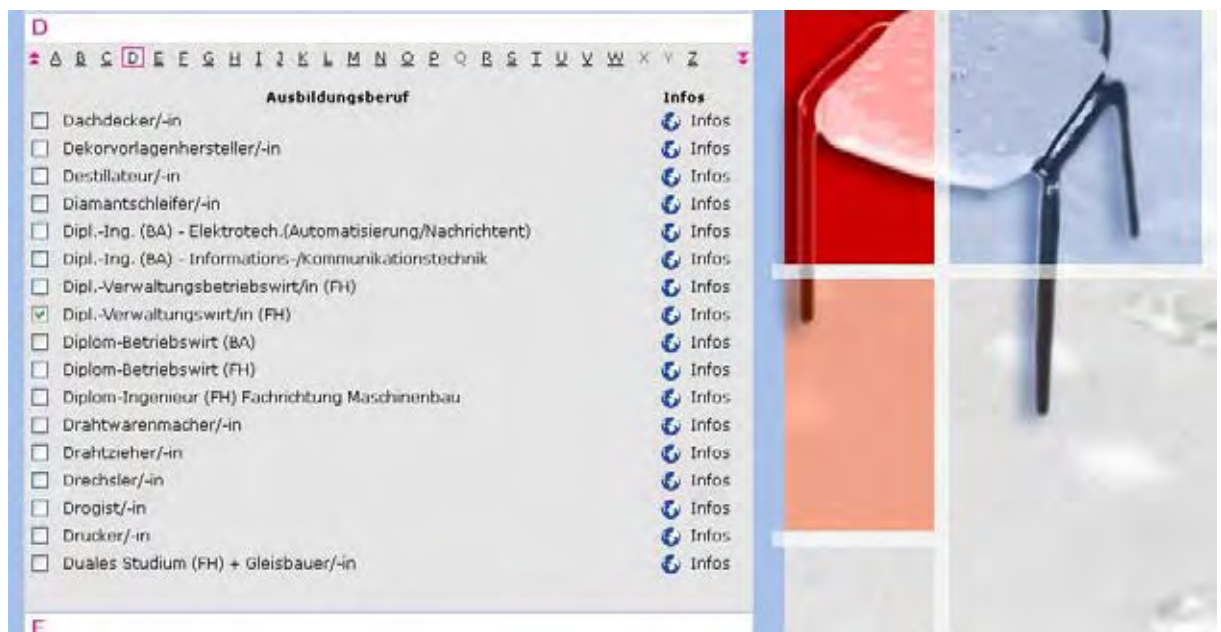 D
A B C D E F G H I J K L M N O P Q R S T U V W X Y Z
Ausbildungsberuf Infos
Dachdecker/-in Infos
Dekorvorlagenhersteller/-in Infos
Destillateur/-in Infos
Diamantschleifer/-in Infos
Dipl.-Ing. (BA) - Elektrotech.(Automatisierung/Nachrichtent) Infos
Dipl.-Ing. (BA) - Informations-/Kommunikationstechnik Infos
Dipl.-Verwaltungsbetriebswirt/in (FH) Infos
Dipl.-Verwaltungswirt/in (FH) Infos
Diplom-Betriebswirt (BA) Infos
Diplom-Betriebswirt (FH) Infos
Diplom-Ingenieur (FH) Fachrichtung Maschinenbau Infos
Drahtwarenmacher/-in Infos
Drahtzieher/-in Infos
Drechsler/-in Infos
Drogist/-in Infos
Drucker/-in Infos
Duales Studium (FH) + Gleisbauer/-in Infos
E